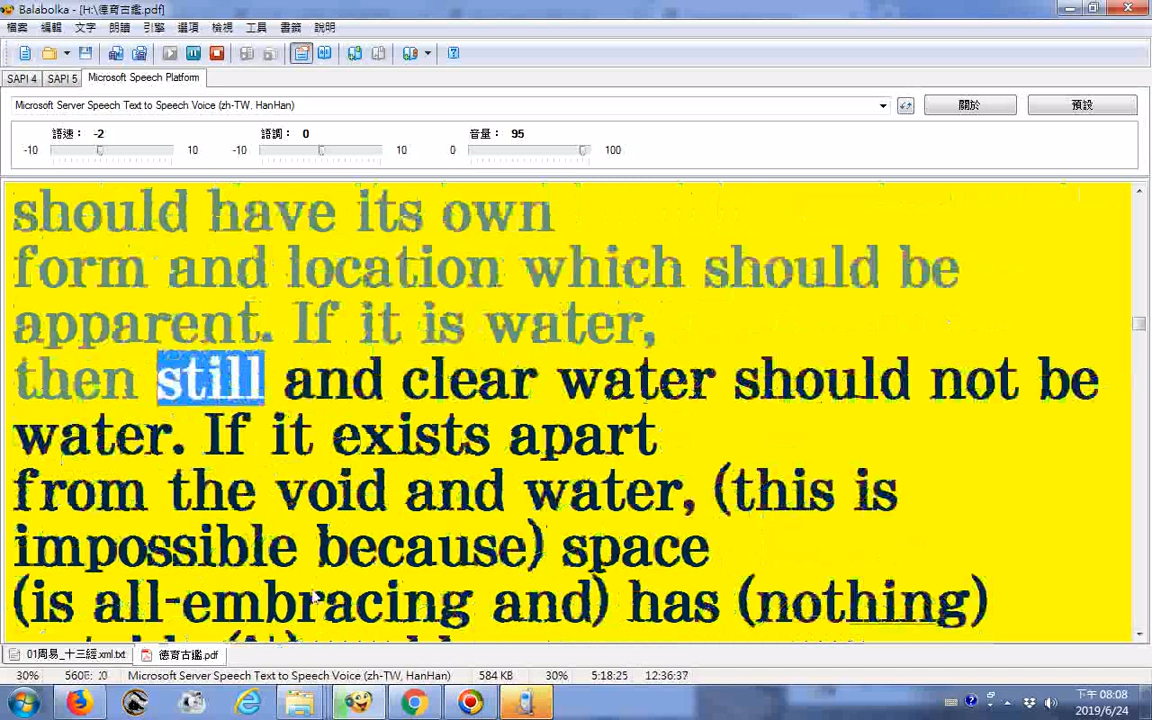 Balabolka - [H:\德育古鑑.pdf]
檔案 編輯 文字 朗讀 引擎 選項 檢視 工具 書籤 說明
SAPI 4 SAPI 5 Microsoft Speech Platform
Microsoft Server Speech Text to Speech Voice (zh-TW, HanHan) 關於 預設
語速： -2 語調： 0 音量： 95
-10 10 -10 10 0 100
should have its own
form and location which should be
apparent. If it is water,
then still and clear water should not be
water. If it exists apart
from the void and water, (this is
impossible because) space
(is all-embracing and) has (nothing)
01周易_十三經.xml.txt 德育古鑑.pdf
30% Microsoft Server Speech Text to Speech Voice (zh-TW, HanHan) 584 KB 30% 5:18:25 12:36:37
下午 08:08
2019/6/24